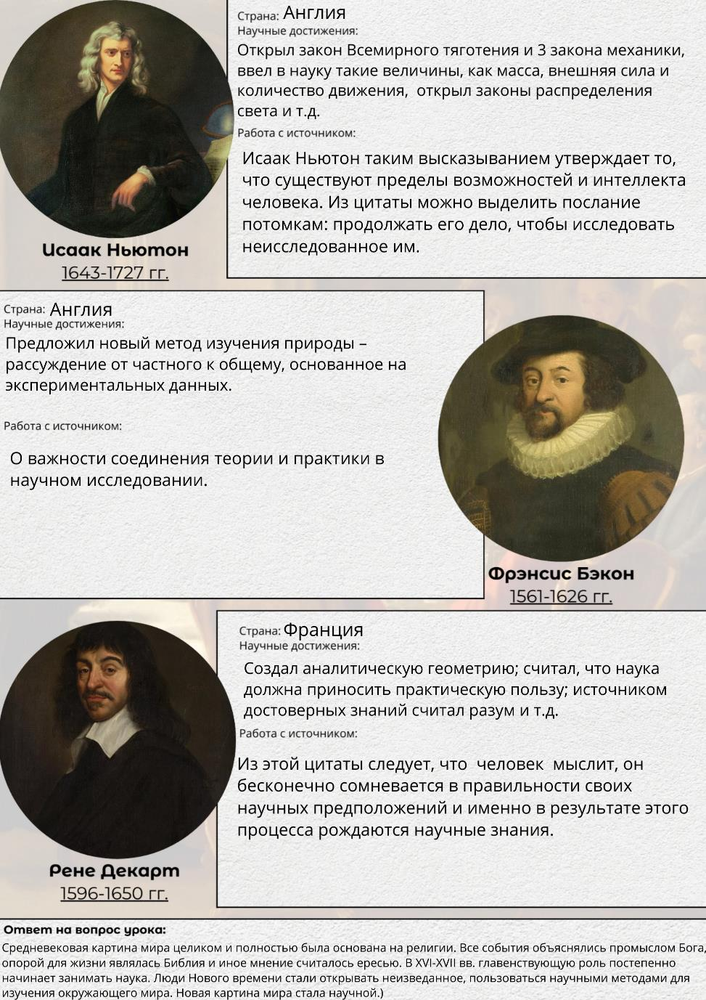 Страна: Англия
Научные достижения:
Открыл закон Всемирного тяготения и 3 закона механики,
ввел в науку такие величины, как масса, внешняя сила и
количество движения,  открыл законы распределения
света и т.д.
Работа с источником:
Исаак Ньютон таким высказыванием утверждает то,
что существуют пределы возможностей и интеллекта
человека. Из цитаты можно выделить послание
потомкам: продолжать его дело, чтобы исследовать
неисследованное им.
Исаак Ньютон
1643-1727 гг.
Страна: Англия
Научные достижения:
Предложил новый метод изучения природы –
рассуждение от частного к общему, основанное на
экспериментальных данных.
Работа с источником:
О важности соединения теории и практики в
научном исследовании.
Фрэнсис Бэкон
1561-1626 гг.
Страна: Франция
Научные достижения:
Создал аналитическую геометрию; считал, что наука
должна приносить практическую пользу; источником
достоверных знаний считал разум и т.д.
Работа с источником:
Из этой цитаты следует, что  человек  мыслит, он
бесконечно сомневается в правильности своих
научных предположений и именно в результате этого
процесса рождаются научные знания.
Рене Декарт
1596-1650 гг.
Ответ на вопрос урока:
Средневековая картина мира целиком и полностью была основана на религии. Все события объяснялись промыслом Бога,
опорой для жизни являлась Библия и иное мнение считалось ересью. В XVI-XVII вв. главенствующую роль постепенно
начинает занимать наука. Люди Нового времени стали открывать неизведанное, пользоваться научными методами для
изучения окружающего мира. Новая картина мира стала научной.)